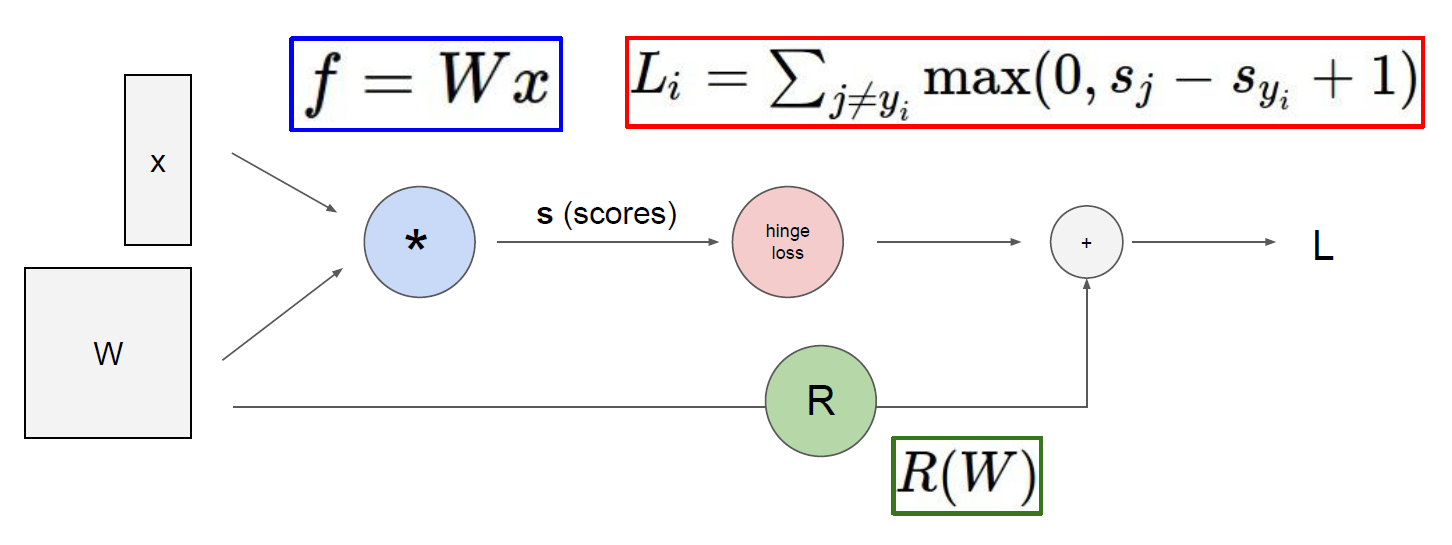 f = Wx
L_i = ∑_{j≠y_i} max(0, s_j − s_{y_i} + 1)
x
*
s (scores)
hinge
loss
+
L
W
R
R(W)